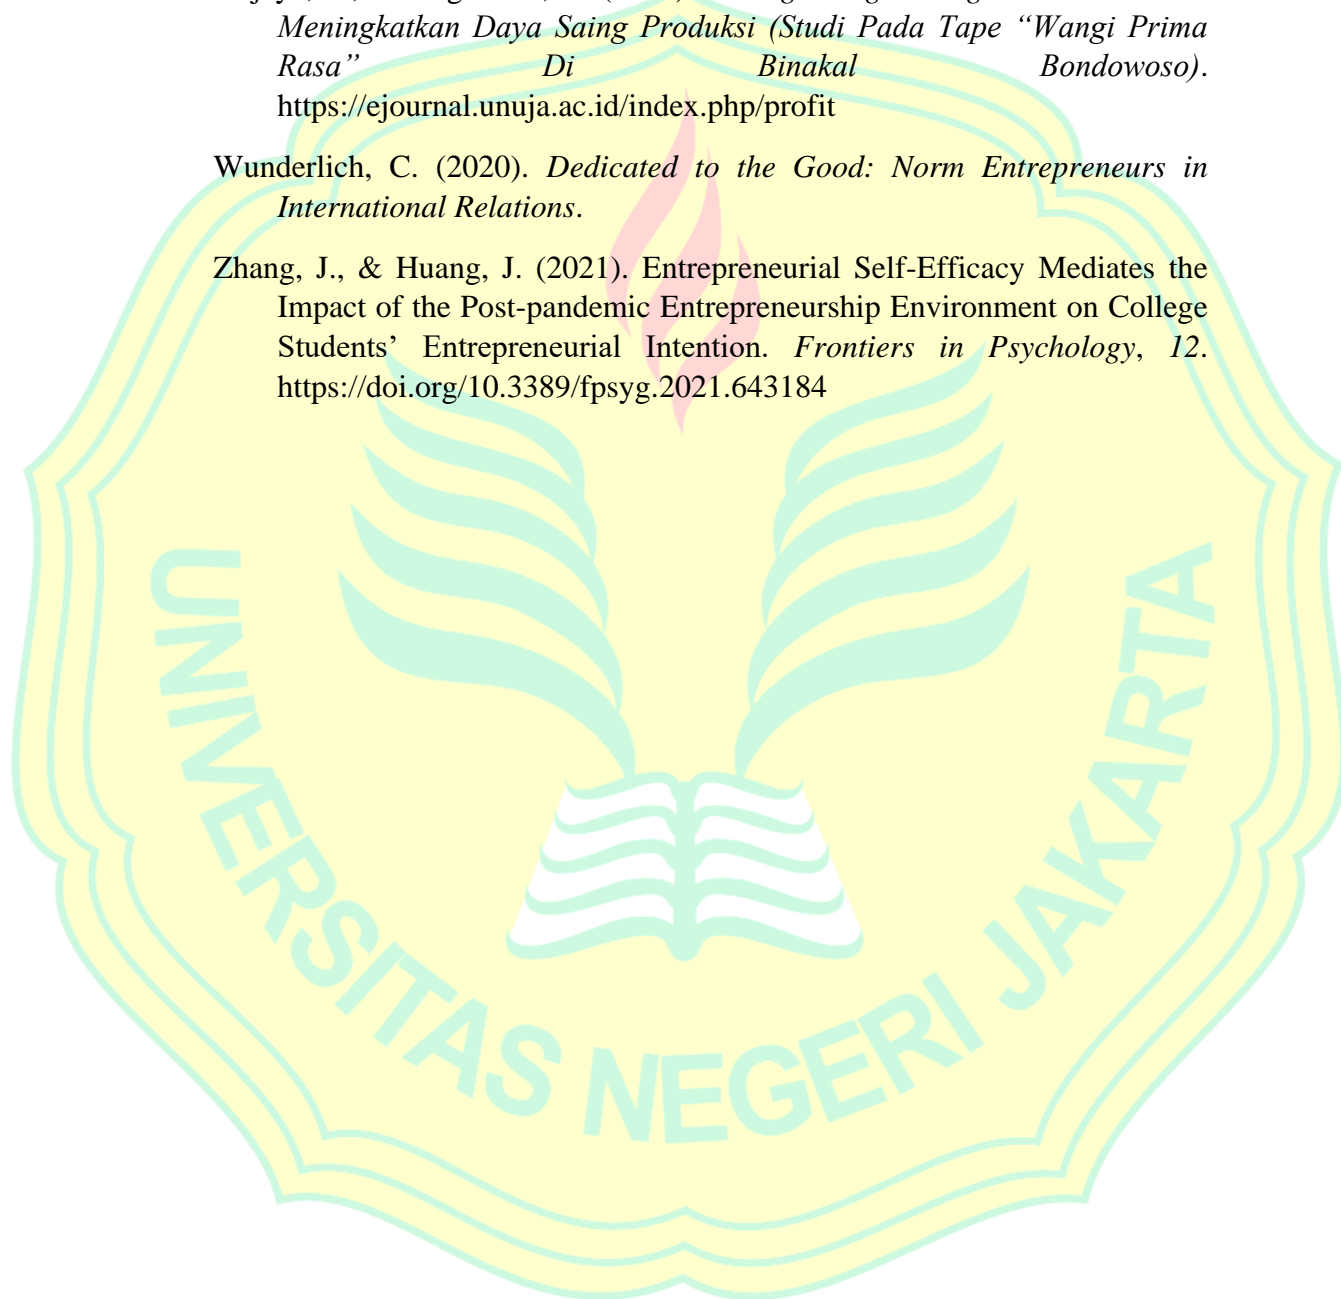 Meningkatkan Daya Saing Produksi (Studi Pada Tape “Wangi Prima
Rasa” Di Binakal Bondowoso).
https://ejournal.unuja.ac.id/index.php/profit
Wunderlich, C. (2020). Dedicated to the Good: Norm Entrepreneurs in
International Relations.
Zhang, J., & Huang, J. (2021). Entrepreneurial Self-Efficacy Mediates the
Impact of the Post-pandemic Entrepreneurship Environment on College
Students’ Entrepreneurial Intention. Frontiers in Psychology, 12.
https://doi.org/10.3389/fpsyg.2021.643184
UNIVERSITAS NEGERI JAKARTA